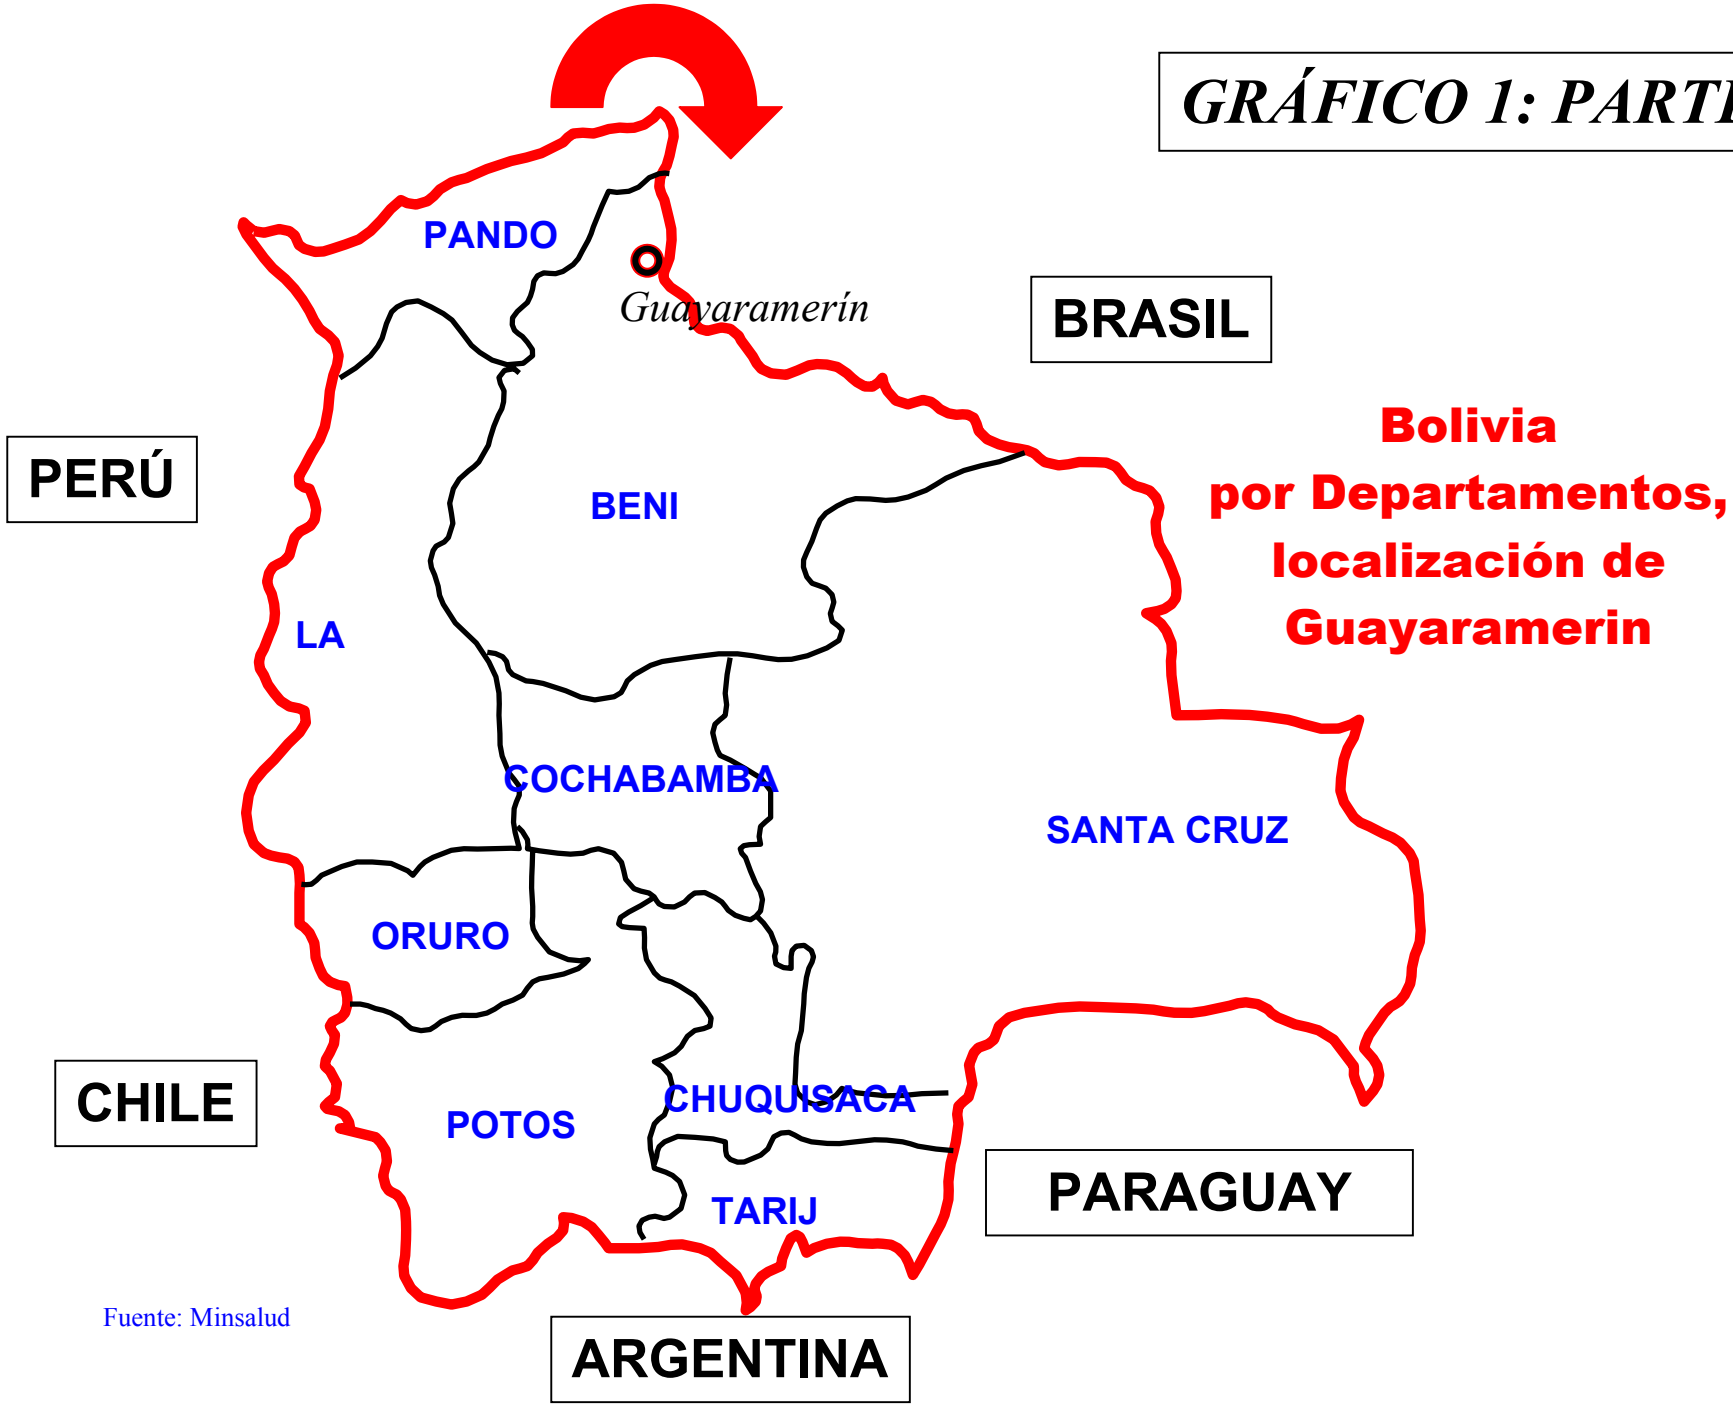 GRÁFICO 1: PARTE
PANDO
Guayaramerín
BRASIL
Bolivia
por Departamentos,
localización de
Guayaramerin
PERÚ
BENI
LA
COCHABAMBA
SANTA CRUZ
ORURO
CHILE
CHUQUISACA
POTOS
PARAGUAY
TARIJ
Fuente: Minsalud
ARGENTINA